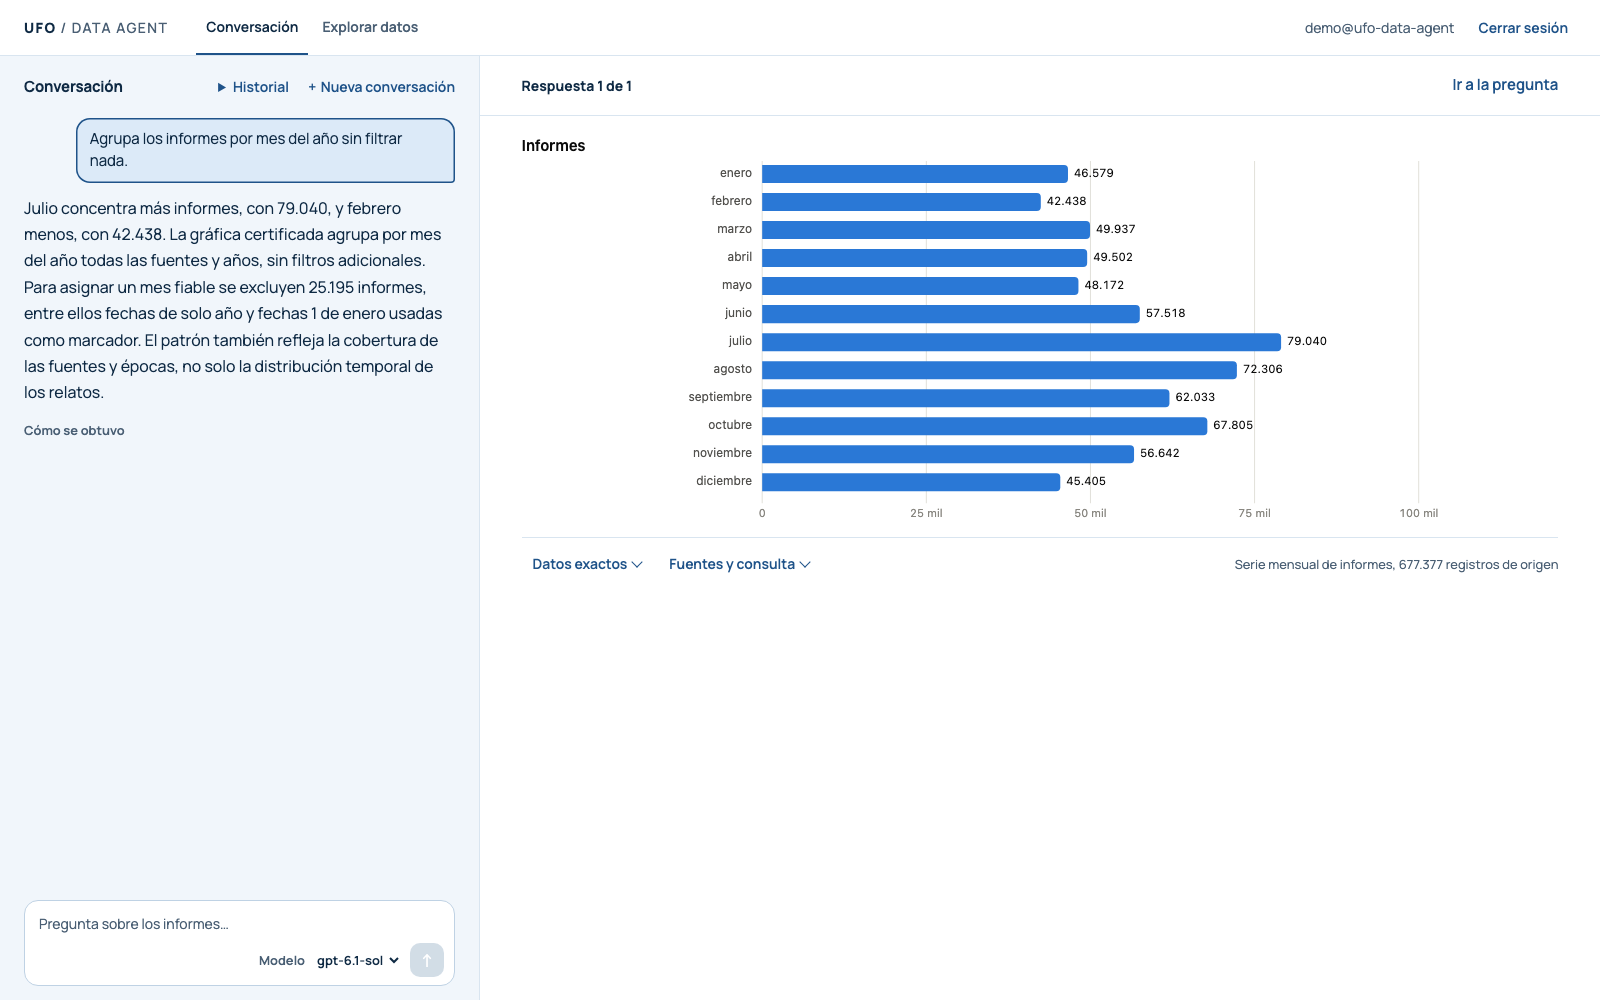 UFO / DATA AGENT
Conversación
Explorar datos
demo@ufo-data-agent
Cerrar sesión
Conversación
Historial
+ Nueva conversación
Agrupa los informes por mes del año sin filtrar
nada.
Julio concentra más informes, con 79.040, y febrero
menos, con 42.438. La gráfica certificada agrupa por mes
del año todas las fuentes y años, sin filtros adicionales.
Para asignar un mes fiable se excluyen 25.195 informes,
entre ellos fechas de solo año y fechas 1 de enero usadas
como marcador. El patrón también refleja la cobertura de
las fuentes y épocas, no solo la distribución temporal de
los relatos.
Cómo se obtuvo
Pregunta sobre los informes…
Modelo gpt-6.1-sol
Respuesta 1 de 1
Ir a la pregunta
Informes
enero 46.579
febrero 42.438
marzo 49.937
abril 49.502
mayo 48.172
junio 57.518
julio 79.040
agosto 72.306
septiembre 62.033
octubre 67.805
noviembre 56.642
diciembre 45.405
0 25 mil 50 mil 75 mil 100 mil
Datos exactos
Fuentes y consulta
Serie mensual de informes, 677.377 registros de origen